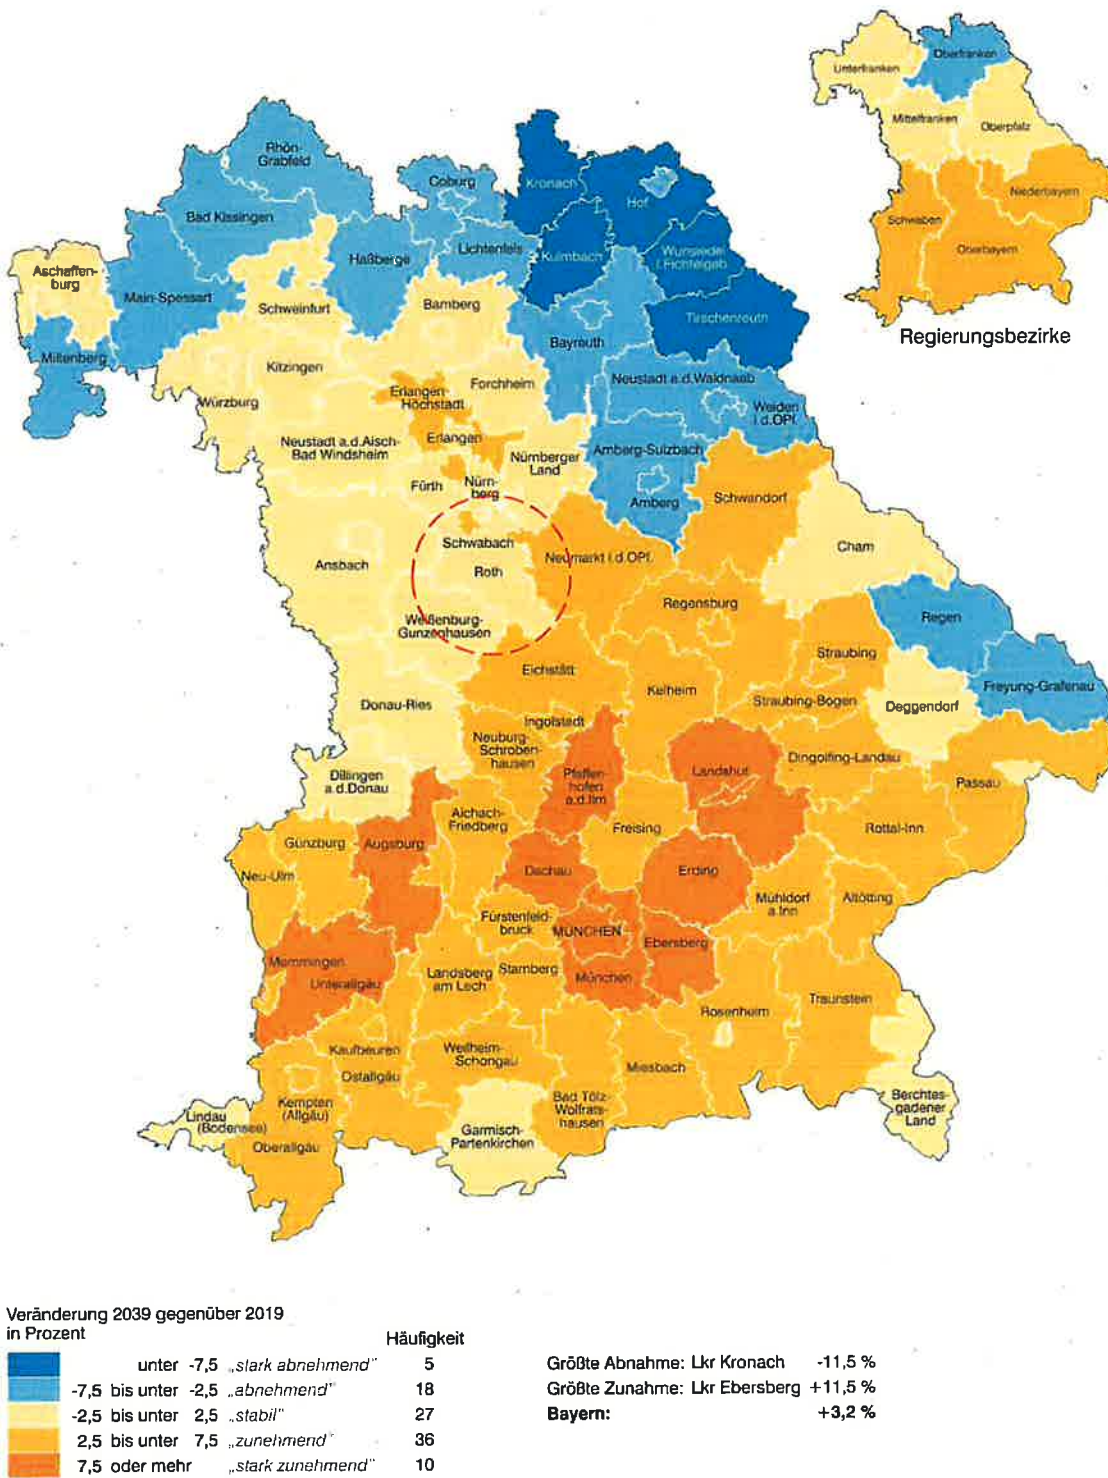 Unterfranken
Oberfranken
Mittelfranken
Oberpfalz
Niederbayern
Schwaben
Oberbayern
Regierungsbezirke
Rhön-
Grabfeld
Bad Kissingen
Coburg
Kronach
Hof
Lichtenfels
Kulmbach
Wunsiedel
i.Fichtelgeb
Haßberge
Aschaffen-
burg
Main-Spessart
Schweinfurt
Bamberg
Tirschenreuth
Miltenberg
Bayreuth
Kitzingen
Würzburg
Erlangen-
Höchstadt
Forchheim
Neustadt a.d.Waldnaab
Weiden
i.d.OPf.
Neustadt a.d.Aisch-
Bad Windsheim
Erlangen
Nürnberger
Land
Amberg-Sulzbach
Fürth
Nürn-
berg
Amberg
Schwandorf
Schwabach
Ansbach
Roth
Neumarkt i.d.OPf.
Cham
Regensburg
Weißenburg-
Gunzenhausen
Regen
Straubing
Eichstätt
Kelheim
Freyung-Grafenau
Straubing-Bogen
Deggendorf
Donau-Ries
Ingolstadt
Neuburg-
Schroben-
hausen
Dingolfing-Landau
Dillingen
a.d.Donau
Pfaffen-
hofen
a.d.Ilm
Landshut
Passau
Aichach-
Friedberg
Freising
Rottal-Inn
Günzburg
Augsburg
Neu-Ulm
Dachau
Erding
Mühldorf
a.Inn
Altötting
Fürstenfeld-
bruck
MÜNCHEN
Ebersberg
Memmingen
Unterallgäu
Landsberg
am Lech
Starnberg
München
Traunstein
Rosenheim
Kaufbeuren
Ostallgäu
Weilheim-
Schongau
Miesbach
Bad Tölz-
Wolfrats-
hausen
Berchtes-
gadener
Land
Kempten
(Allgäu)
Lindau
(Bodensee)
Oberallgäu
Garmisch-
Partenkirchen
Veränderung 2039 gegenüber 2019
in Prozent
Häufigkeit
unter -7,5 „stark abnehmend“ 5
-7,5 bis unter -2,5 „abnehmend“ 18
-2,5 bis unter 2,5 „stabil“ 27
2,5 bis unter 7,5 „zunehmend“ 36
7,5 oder mehr „stark zunehmend“ 10
Größte Abnahme: Lkr Kronach -11,5 %
Größte Zunahme: Lkr Ebersberg +11,5 %
Bayern: +3,2 %